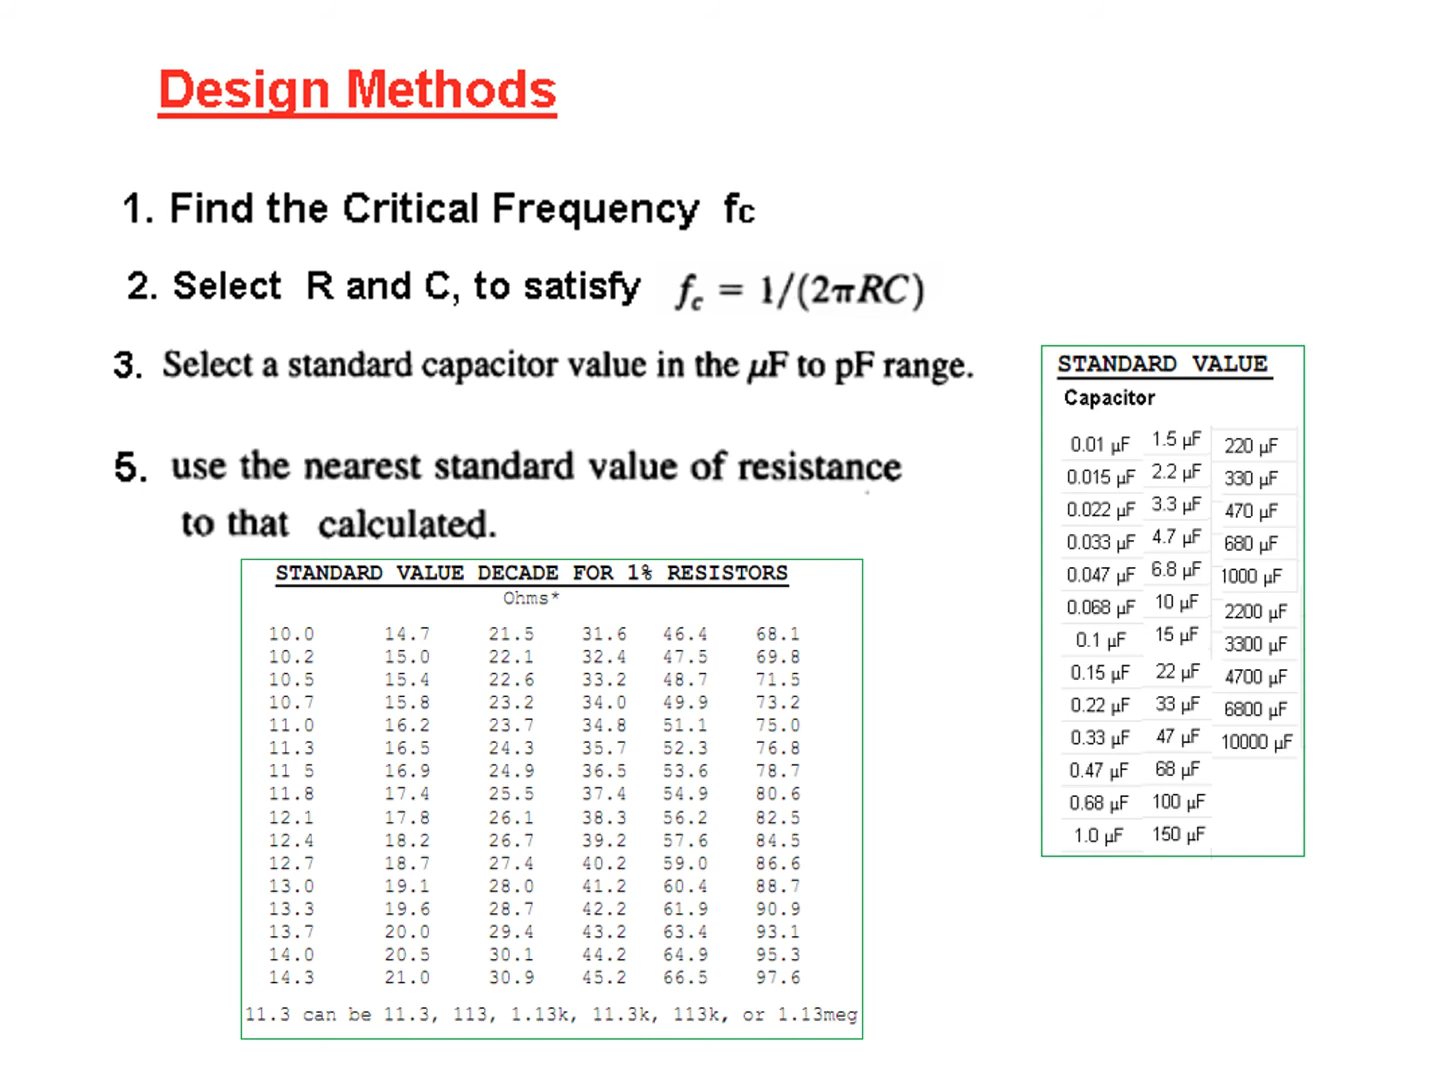 Design Methods
1. Find the Critical Frequency fc
2. Select R and C, to satisfy f_c = 1/(2πRC)
3. Select a standard capacitor value in the μF to pF range.
5. use the nearest standard value of resistance
to that calculated.
STANDARD VALUE DECADE FOR 1% RESISTORS
Ohms*
10.0 14.7 21.5 31.6 46.4 68.1
10.2 15.0 22.1 32.4 47.5 69.8
10.5 15.4 22.6 33.2 48.7 71.5
10.7 15.8 23.2 34.0 49.9 73.2
11.0 16.2 23.7 34.8 51.1 75.0
11.3 16.5 24.3 35.7 52.3 76.8
11 5 16.9 24.9 36.5 53.6 78.7
11.8 17.4 25.5 37.4 54.9 80.6
12.1 17.8 26.1 38.3 56.2 82.5
12.4 18.2 26.7 39.2 57.6 84.5
12.7 18.7 27.4 40.2 59.0 86.6
13.0 19.1 28.0 41.2 60.4 88.7
13.3 19.6 28.7 42.2 61.9 90.9
13.7 20.0 29.4 43.2 63.4 93.1
14.0 20.5 30.1 44.2 64.9 95.3
14.3 21.0 30.9 45.2 66.5 97.6
11.3 can be 11.3, 113, 1.13k, 11.3k, 113k, or 1.13meg
STANDARD VALUE
Capacitor
0.01 μF 1.5 μF 220 μF
0.015 μF 2.2 μF 330 μF
0.022 μF 3.3 μF 470 μF
0.033 μF 4.7 μF 680 μF
0.047 μF 6.8 μF 1000 μF
0.068 μF 10 μF 2200 μF
0.1 μF 15 μF 3300 μF
0.15 μF 22 μF 4700 μF
0.22 μF 33 μF 6800 μF
0.33 μF 47 μF 10000 μF
0.47 μF 68 μF
0.68 μF 100 μF
1.0 μF 150 μF